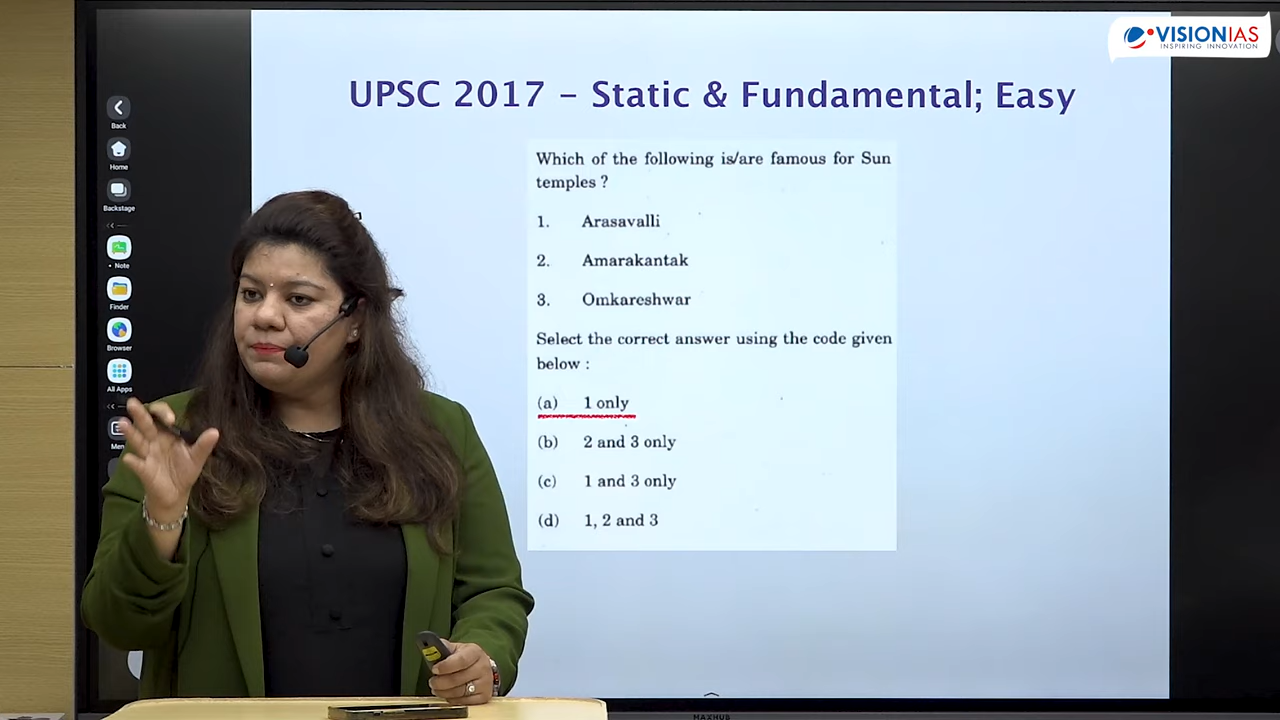 VISIONIAS
INSPIRING INNOVATION
UPSC 2017 – Static & Fundamental; Easy
Back
Home
Backstage
Note
Finder
Browser
All Apps
Which of the following is/are famous for Sun
temples ?
1. Arasavalli
2. Amarakantak
3. Omkareshwar
Select the correct answer using the code given
below :
(a) 1 only
(b) 2 and 3 only
(c) 1 and 3 only
(d) 1, 2 and 3
MAXHUB